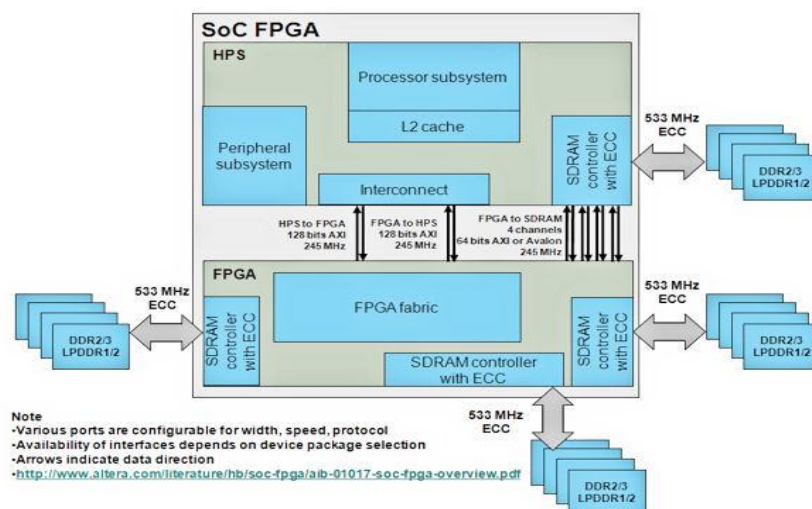 SoC FPGA
HPS
Processor subsystem
L2 cache
Peripheral
subsystem
Interconnect
SDRAM
controller
with ECC
533 MHz
ECC
DDR2/3
LPDDR1/2
HPS to FPGA
128 bits AXI
245 MHz
FPGA to HPS
128 bits AXI
245 MHz
FPGA to SDRAM
4 channels
64 bits AXI or Avalon
245 MHz
FPGA
FPGA fabric
533 MHz
ECC
DDR2/3
LPDDR1/2
SDRAM
controller
with ECC
SDRAM controller
with ECC
SDRAM
controller
with ECC
533 MHz
ECC
DDR2/3
LPDDR1/2
533 MHz
ECC
DDR2/3
LPDDR1/2
Note
-Various ports are configurable for width, speed, protocol
-Availability of interfaces depends on device package selection
-Arrows indicate data direction
-http://www.altera.com/literature/hb/soc-fpga/aib-01017-soc-fpga-overview.pdf